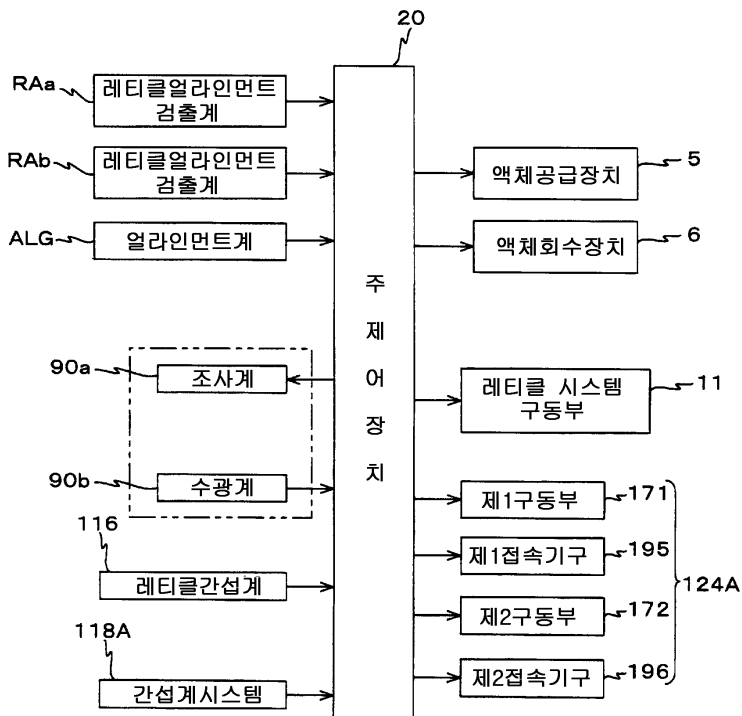 20
RAa
레티클얼라인먼트
검출계
RAb
레티클얼라인먼트
검출계
ALG
얼라인먼트계
90a
조사계
90b
수광계
116
레티클간섭계
118A
간섭계시스템
주
제
어
장
치
액체공급장치
5
액체회수장치
6
레티클 시스템
구동부
11
제1구동부
171
제1접속기구
195
제2구동부
172
제2접속기구
196
124A